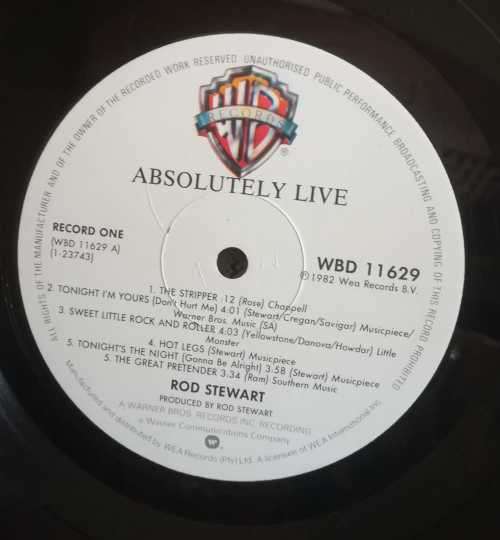 ALL RIGHTS OF THE MANUFACTURER AND OF THE OWNER OF THE RECORDED WORK RESERVED UNAUTHORISED PUBLIC PERFORMANCE BROADCASTING AND COPYING OF THIS RECORD PROHIBITED
WB
RECORDS
®
ABSOLUTELY LIVE
RECORD ONE
(WBD 11629 A)
(1-23743)
WBD 11629
℗1982 Wea Records B.V.
1. THE STRIPPER .12 (Rose) Chappell
2. TONIGHT I'M YOURS (Don't Hurt Me) 4.01 (Stewart/Cregan/Savigar) Musicpiece/
Warner Bros. Music (SA)
3. SWEET LITTLE ROCK AND ROLLER 4.03 (Yellowstone/Danova/Howdar) Little
Monster
4. HOT LEGS (Stewart) Musicpiece
5. TONIGHT'S THE NIGHT (Gonna Be Alright) 3.58 (Stewart) Musicpiece
5. THE GREAT PRETENDER 3.34 (Ram) Southern Music
ROD STEWART
PRODUCED BY ROD STEWART
A WARNER BROS. RECORDS INC. RECORDING
Warner Communications Company
Manufactured and distributed by WEA Records (Pty) Ltd. A licensee of WEA International Inc.